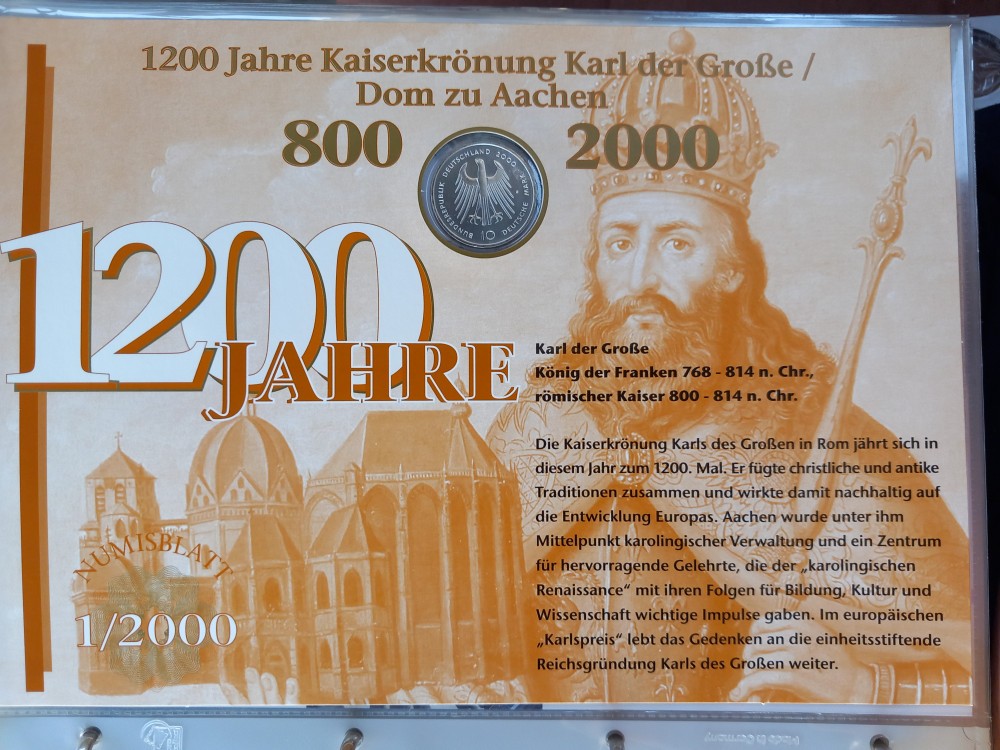 1200 Jahre Kaiserkrönung Karl der Große /
Dom zu Aachen
800
2000
BUNDESREPUBLIK DEUTSCHLAND 2000
DEUTSCHE MARK
10
1200
JAHRE
Karl der Große
König der Franken 768 - 814 n. Chr.,
römischer Kaiser 800 - 814 n. Chr.
Die Kaiserkrönung Karls des Großen in Rom jährt sich in
diesem Jahr zum 1200. Mal. Er fügte christliche und antike
Traditionen zusammen und wirkte damit nachhaltig auf
die Entwicklung Europas. Aachen wurde unter ihm
Mittelpunkt karolingischer Verwaltung und ein Zentrum
für hervorragende Gelehrte, die der „karolingischen
Renaissance" mit ihren Folgen für Bildung, Kultur und
Wissenschaft wichtige Impulse gaben. Im europäischen
„Karlspreis" lebt das Gedenken an die einheitsstiftende
Reichsgründung Karls des Großen weiter.
NUMISBLATT
1/2000
Made in Germany